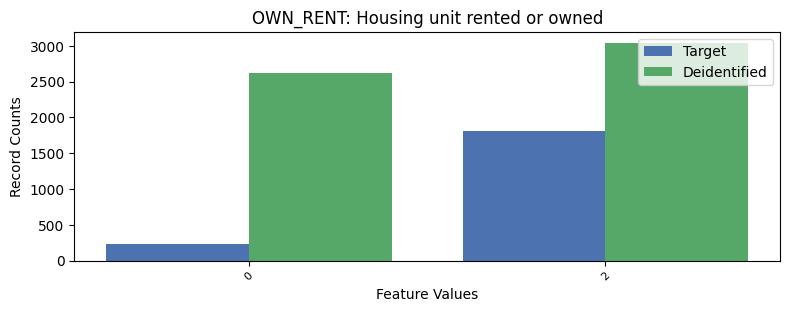 OWN_RENT: Housing unit rented or owned
Target
Deidentified
3000
2500
2000
1500
1000
500
0
Record Counts
0
2
Feature Values